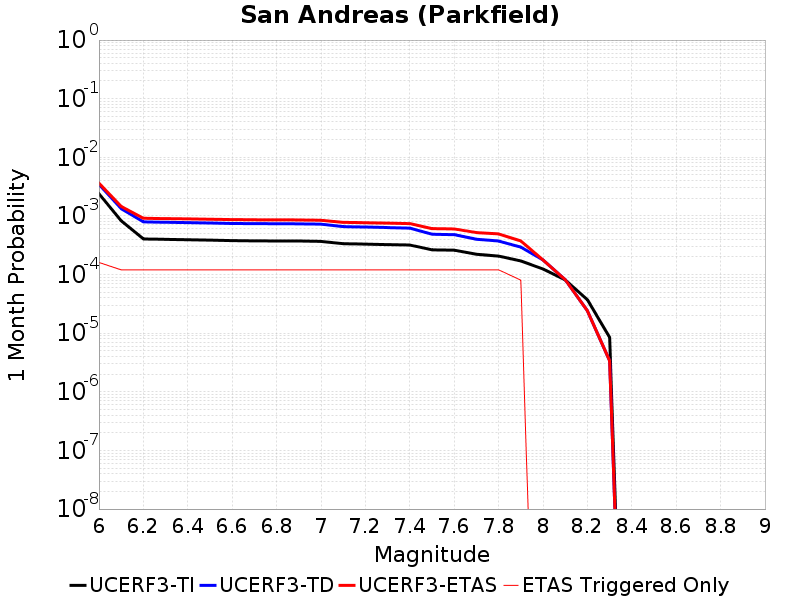 San Andreas (Parkfield)
1 Month Probability
10^0
10^-1
10^-2
10^-3
10^-4
10^-5
10^-6
10^-7
10^-8
6 6.2 6.4 6.6 6.8 7 7.2 7.4 7.6 7.8 8 8.2 8.4 8.6 8.8 9
Magnitude
UCERF3-TI UCERF3-TD UCERF3-ETAS ETAS Triggered Only